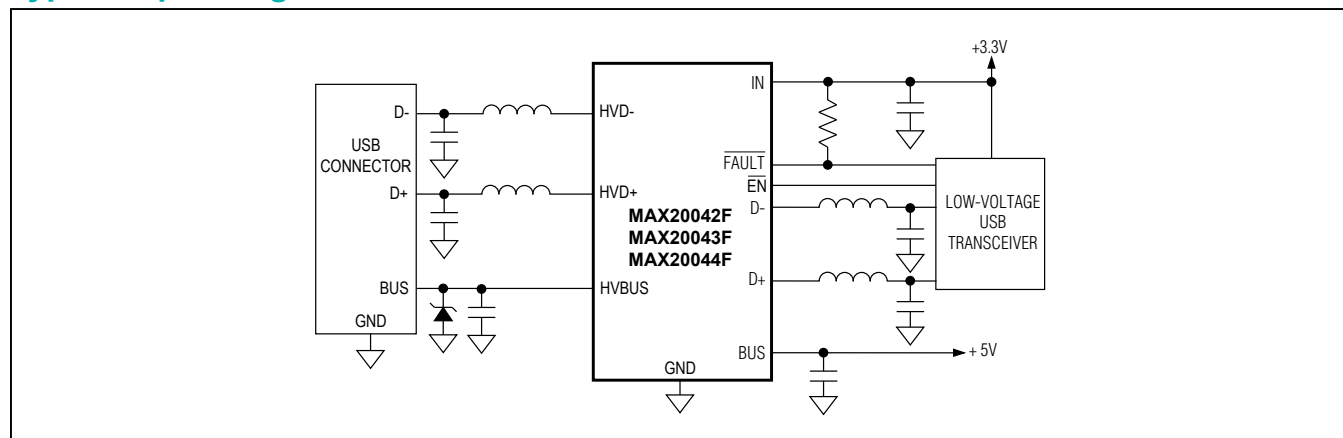 D-
USB
CONNECTOR
D+
BUS
GND
HVD-
HVD+
HVBUS
MAX20042F
MAX20043F
MAX20044F
GND
IN
FAULT
EN
D-
D+
BUS
+3.3V
LOW-VOLTAGE
USB
TRANSCEIVER
+ 5V